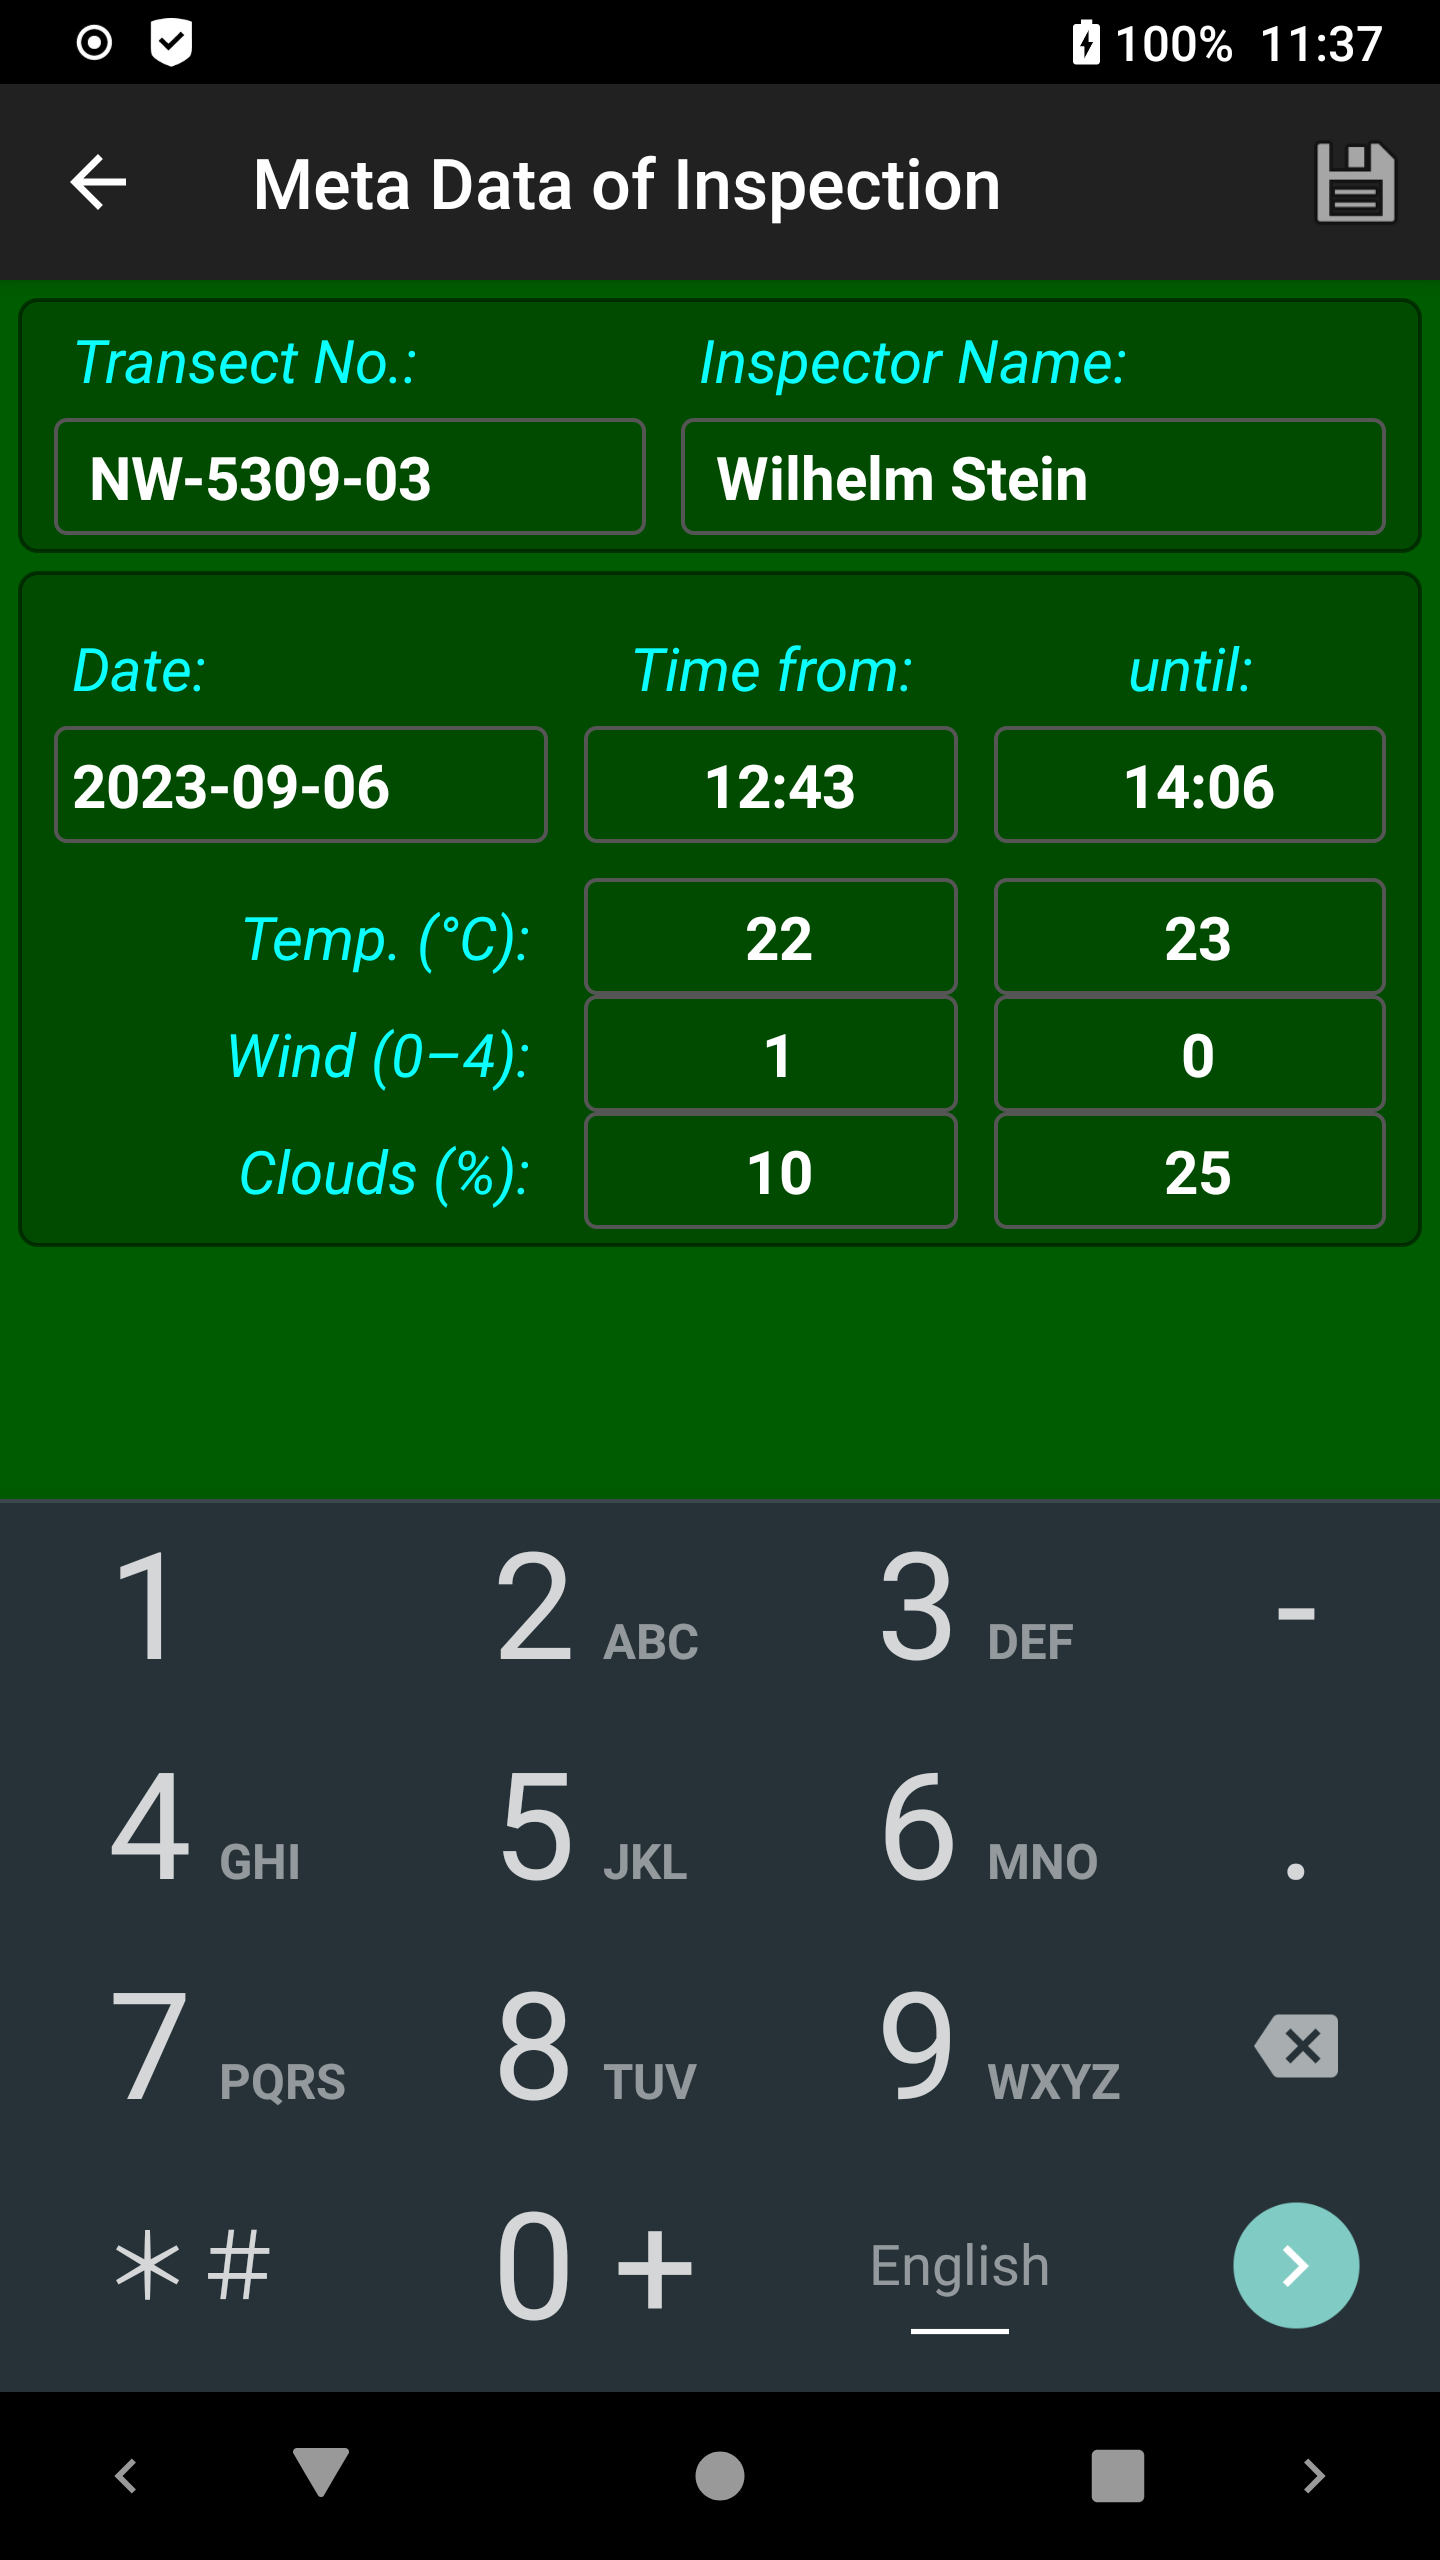 100% 11:37
Meta Data of Inspection
Transect No.: Inspector Name:
NW-5309-03 Wilhelm Stein
Date: Time from: until:
2023-09-06 12:43 14:06
Temp. (°C): 22 23
Wind (0–4): 1 0
Clouds (%): 10 25
1 2 ABC 3 DEF -
4 GHI 5 JKL 6 MNO .
7 PQRS 8 TUV 9 WXYZ
* # 0 + English